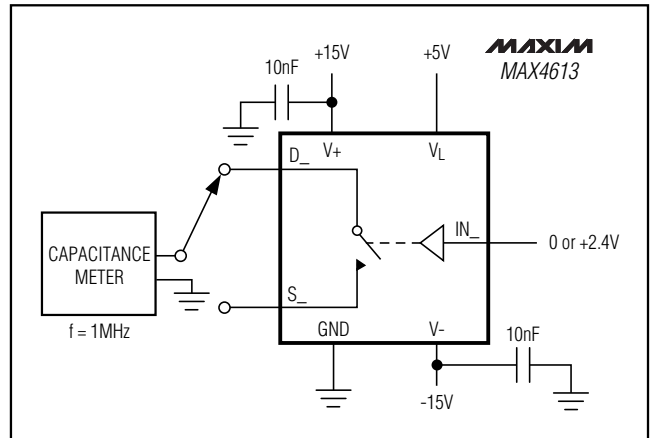 +15V
+5V
MAXIM
MAX4613
10nF
D_
V+
VL
CAPACITANCE
METER
IN_
0 or +2.4V
S_
f = 1MHz
GND
V-
10nF
-15V